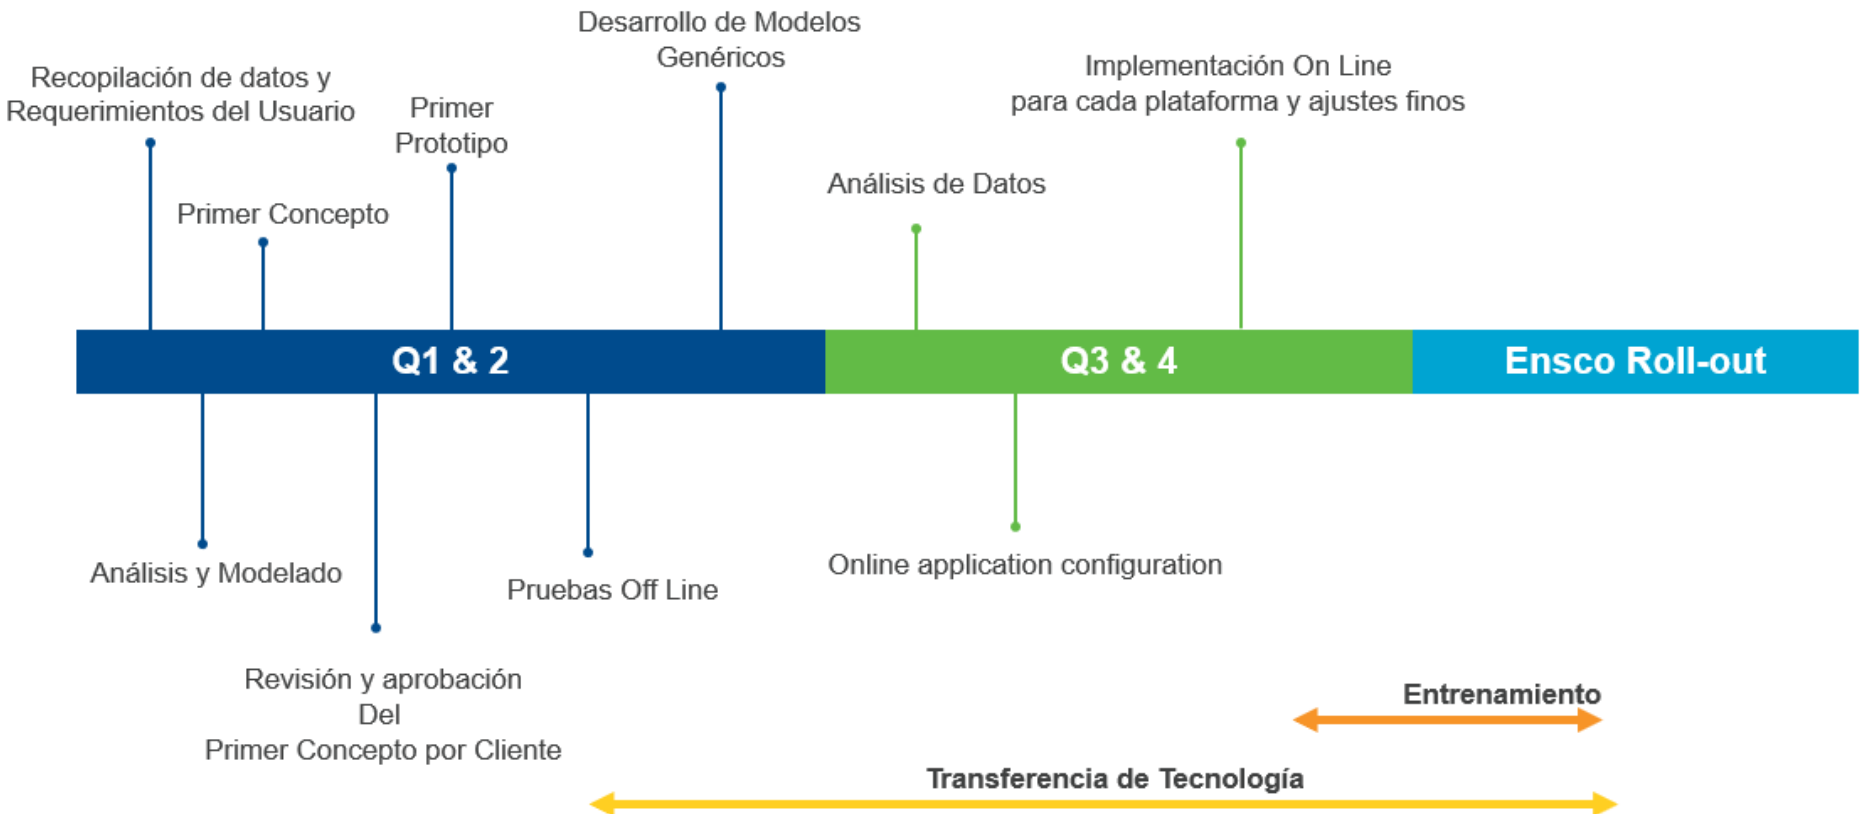 Desarrollo de Modelos
Genéricos
Recopilación de datos y
Requerimientos del Usuario
Primer
Prototipo
Implementación On Line
para cada plataforma y ajustes finos
Primer Concepto
Análisis de Datos
Q1 & 2
Q3 & 4
Ensco Roll-out
Análisis y Modelado
Pruebas Off Line
Online application configuration
Revisión y aprobación
Del
Primer Concepto por Cliente
Entrenamiento
Transferencia de Tecnología